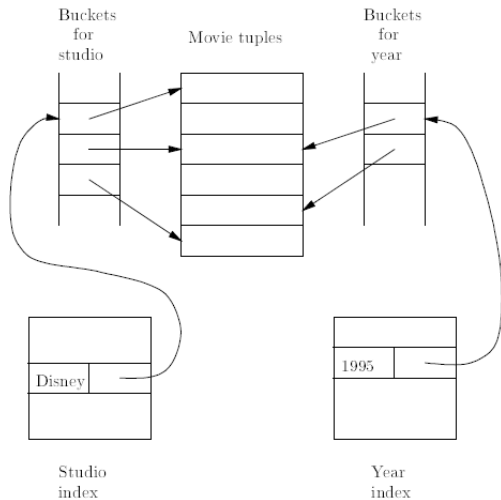 Buckets
for
studio
Movie tuples
Buckets
for
year
Disney
1995
Studio
index
Year
index